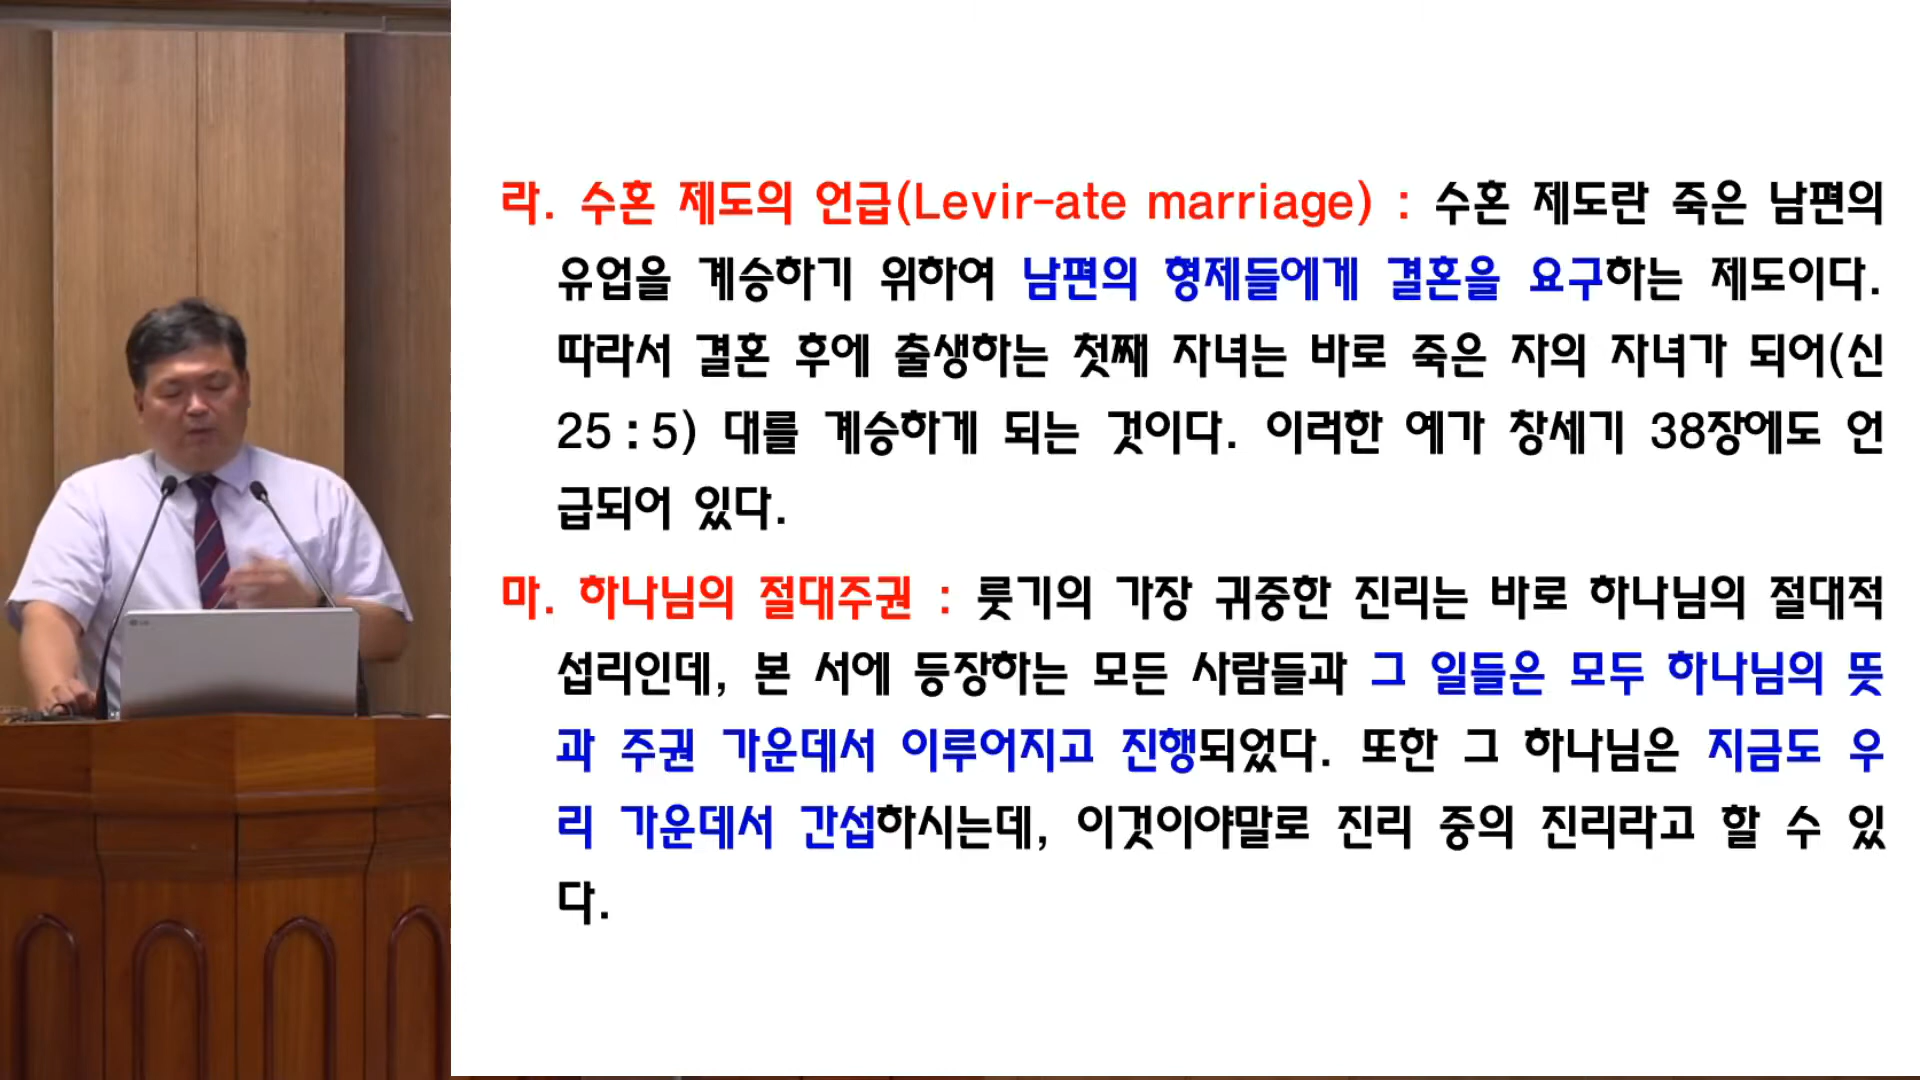 라. 수혼 제도의 언급(Levir-ate marriage) : 수혼 제도란 죽은 남편의
유업을 계승하기 위하여 남편의 형제들에게 결혼을 요구하는 제도이다.
따라서 결혼 후에 출생하는 첫째 자녀는 바로 죽은 자의 자녀가 되어(신
25:5) 대를 계승하게 되는 것이다. 이러한 예가 창세기 38장에도 언
급되어 있다.
마. 하나님의 절대주권 : 룻기의 가장 귀중한 진리는 바로 하나님의 절대적
섭리인데, 본 서에 등장하는 모든 사람들과 그 일들은 모두 하나님의 뜻
과 주권 가운데서 이루어지고 진행되었다. 또한 그 하나님은 지금도 우
리 가운데서 간섭하시는데, 이것이야말로 진리 중의 진리라고 할 수 있
다.